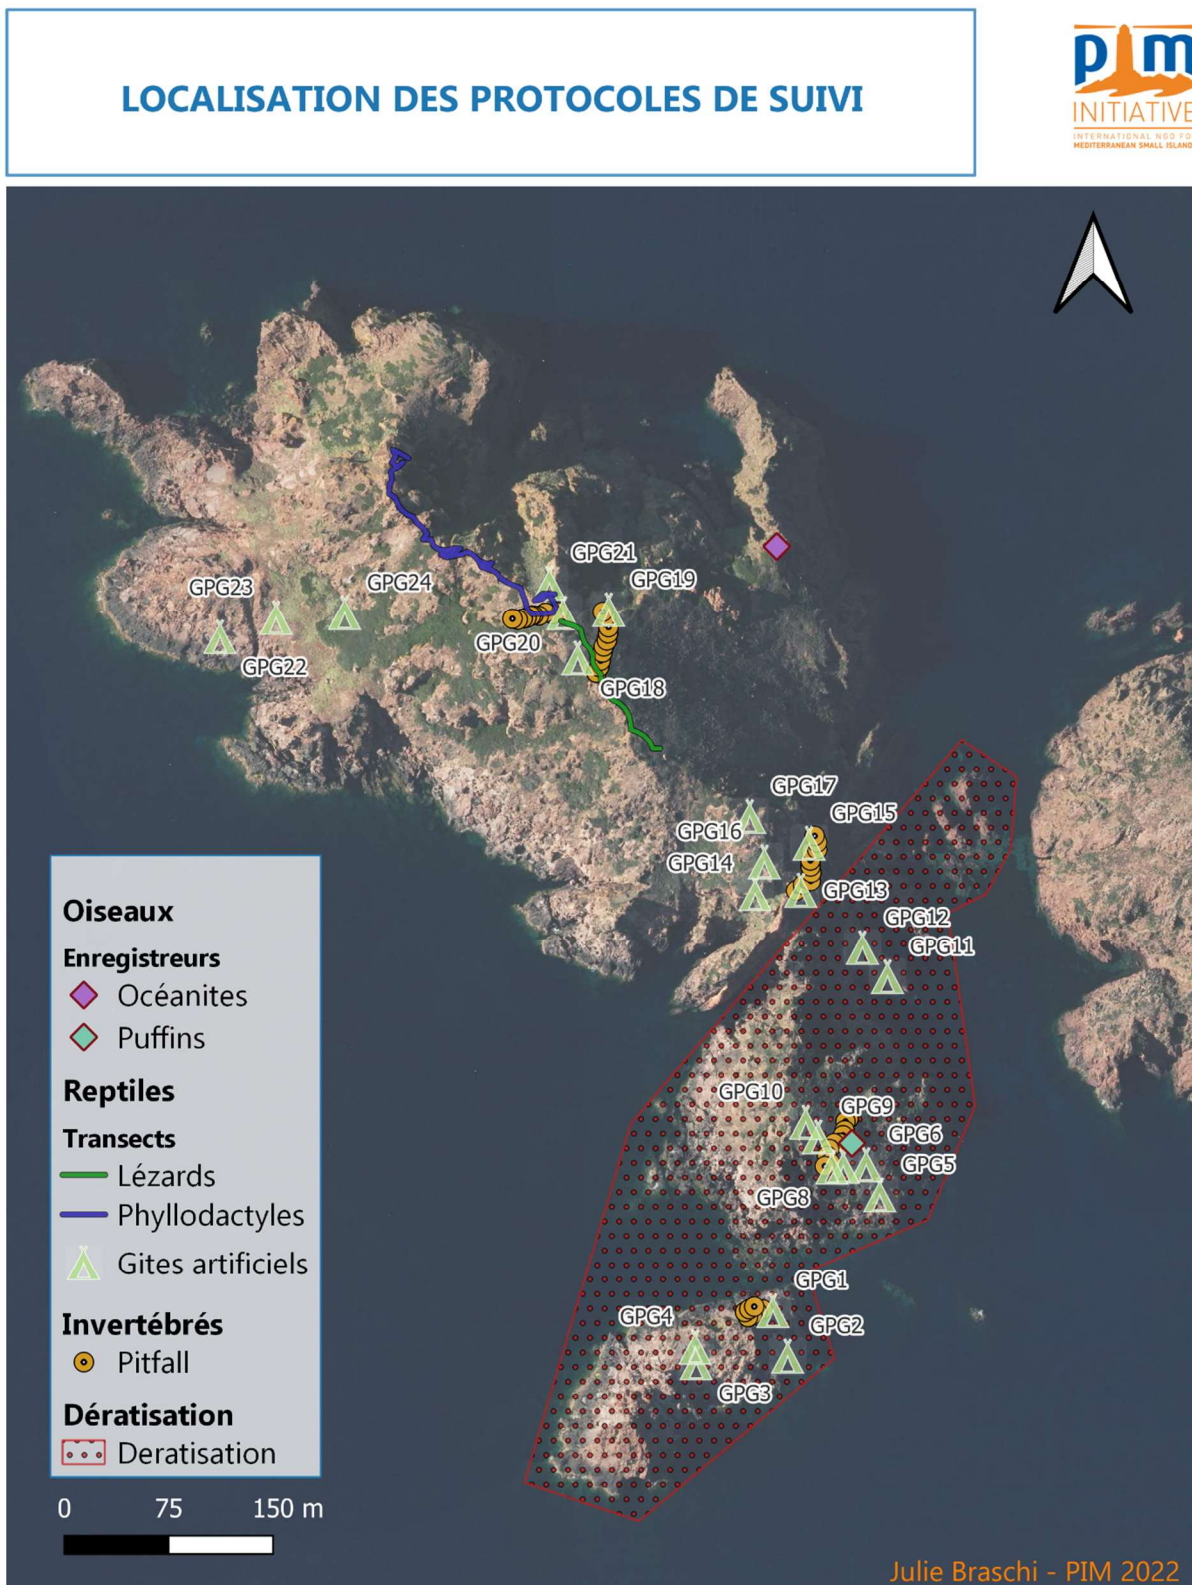 LOCALISATION DES PROTOCOLES DE SUIVI
pim
INITIATIVE
INTERNATIONAL NGO FO
MEDITERRANEAN SMALL ISLAND
GPG21
GPG19
GPG23
GPG24
GPG20
GPG22
GPG18
GPG17
GPG15
GPG16
GPG14
GPG13
GPG12
GPG11
GPG10
GPG9
GPG6
GPG5
GPG8
GPG1
GPG4
GPG2
GPG3
Oiseaux
Enregistreurs
Océanites
Puffins
Reptiles
Transects
Lézards
Phyllodactyles
Gites artificiels
Invertébrés
Pitfall
Dératisation
Deratisation
0 75 150 m
Julie Braschi - PIM 2022